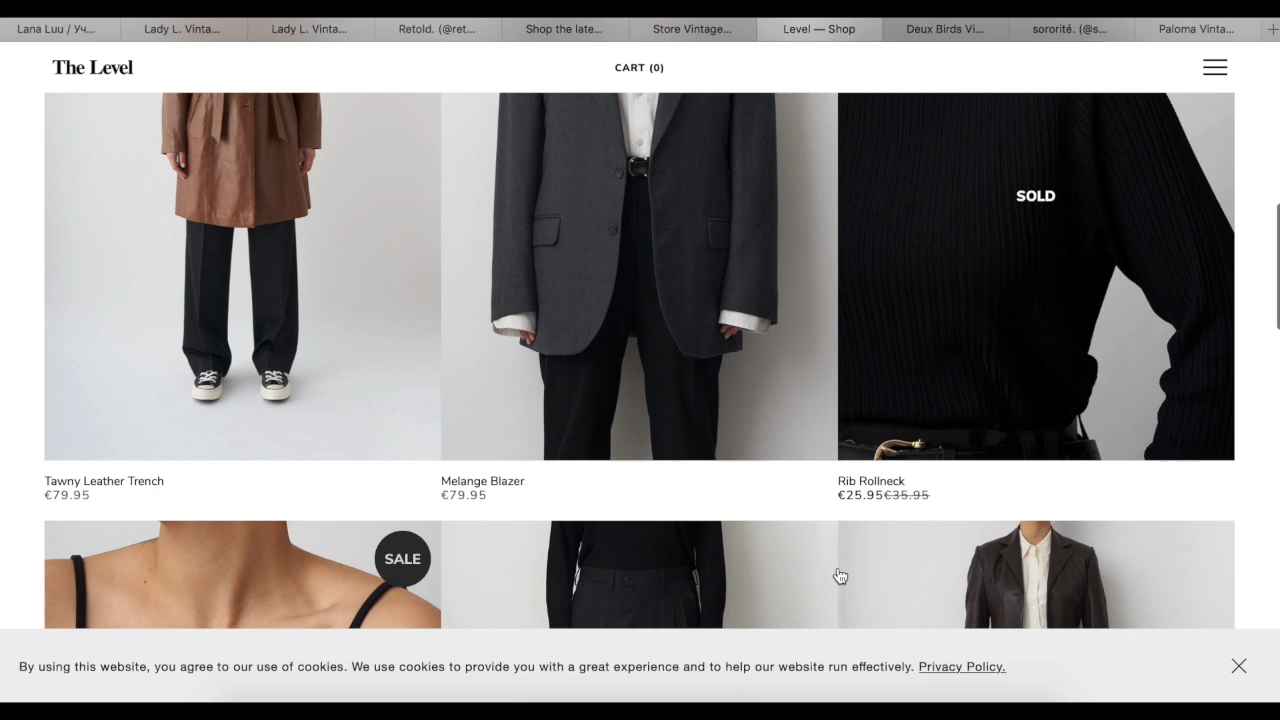 Lana Luu / Уч...
Lady L. Vinta...
Lady L. Vinta...
Retold. (@ret...
Shop the late...
Store Vintage...
Level — Shop
Deux Birds Vi...
sororité. (@s...
Paloma Vinta...
The Level
CART (0)
SOLD
Tawny Leather Trench
€79.95
Melange Blazer
€79.95
Rib Rollneck
€25.95€35.95
SALE
By using this website, you agree to our use of cookies. We use cookies to provide you with a great experience and to help our website run effectively. Privacy Policy.